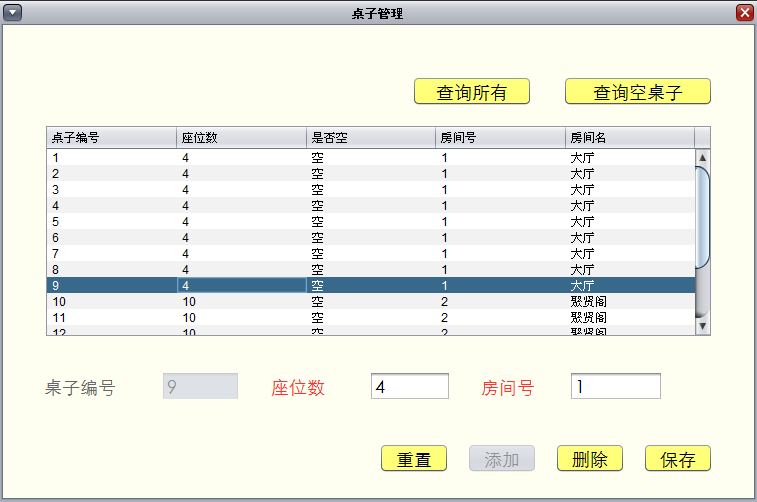 桌子管理
查询所有 查询空桌子
桌子编号 座位数 是否空 房间号 房间名
1 4 空 1 大厅
2 4 空 1 大厅
3 4 空 1 大厅
4 4 空 1 大厅
5 4 空 1 大厅
6 4 空 1 大厅
7 4 空 1 大厅
8 4 空 1 大厅
9 4 空 1 大厅
10 10 空 2 聚贤阁
11 10 空 2 聚贤阁
12 10 空 2 聚贤阁
桌子编号 9 座位数 4 房间号 1
重置 添加 删除 保存